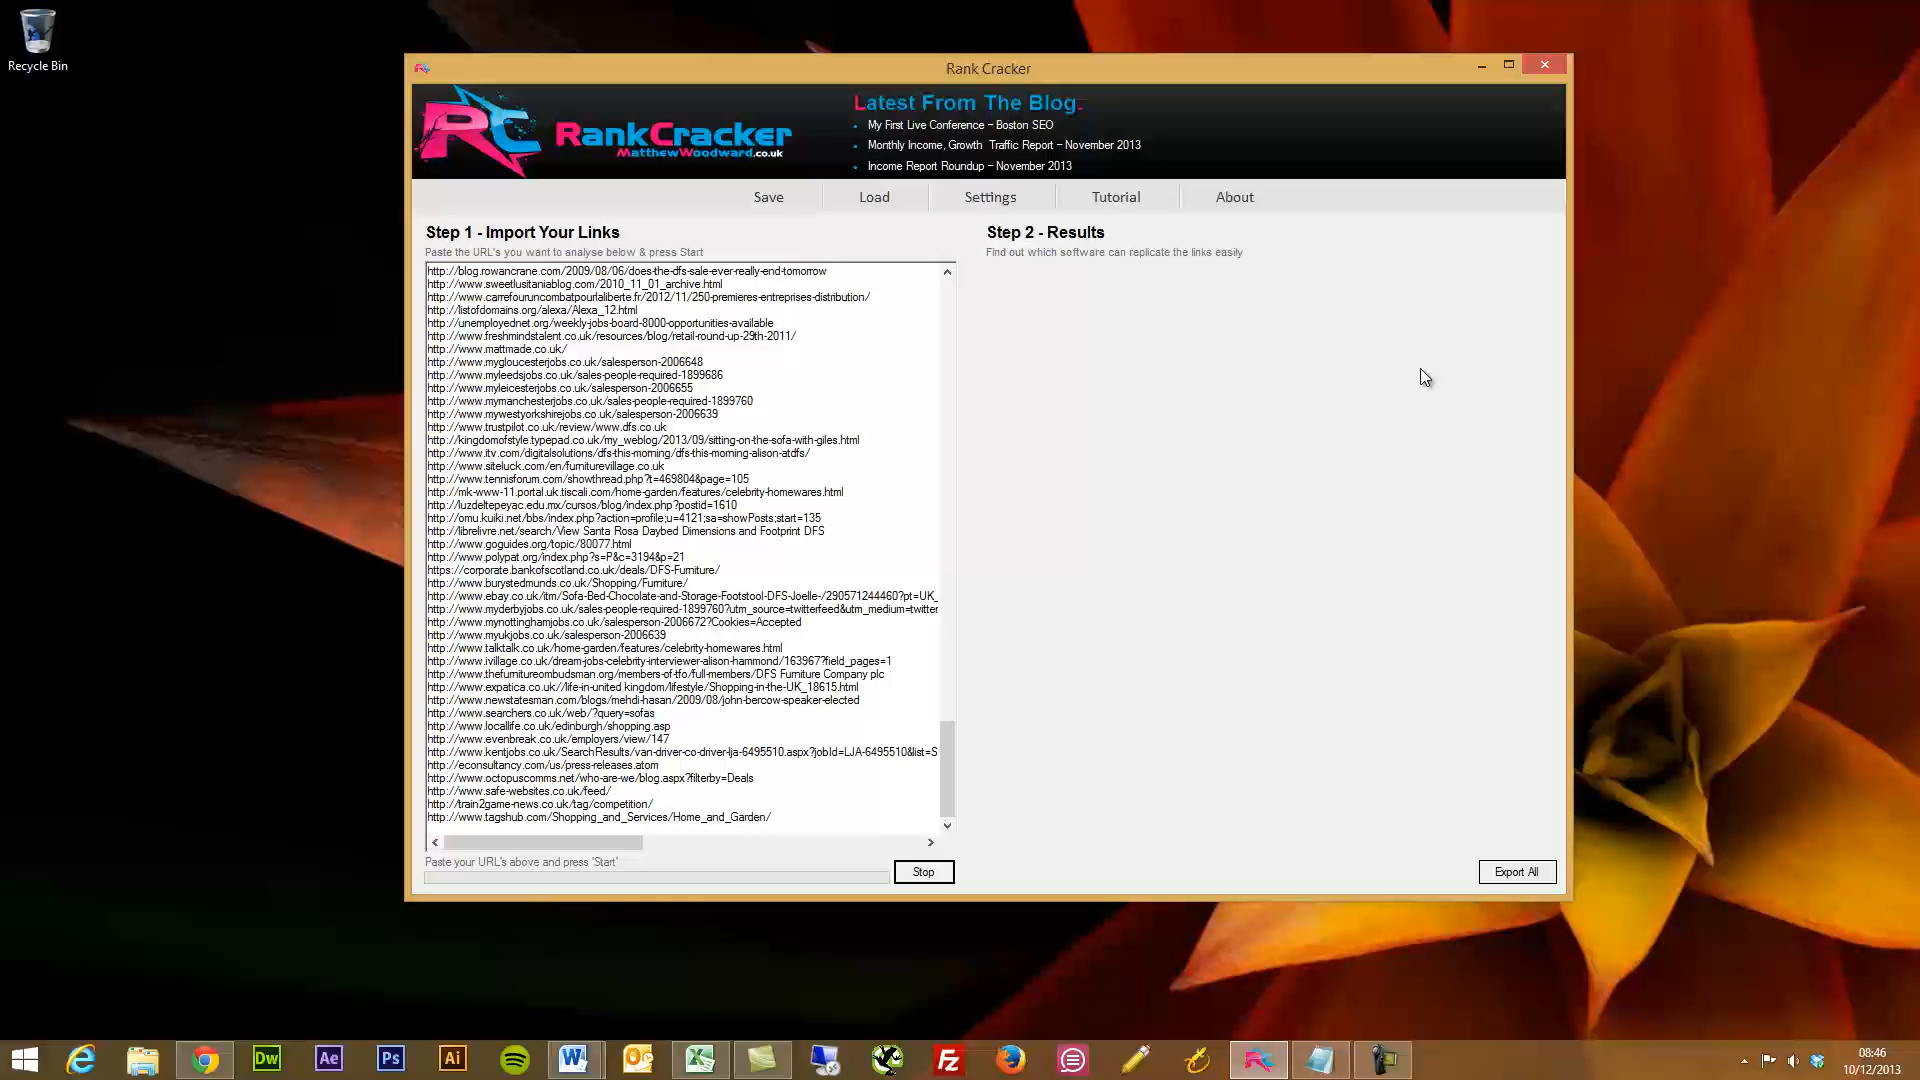 Recycle Bin
Rank Cracker
RankCracker
MatthewWoodward.co.uk
Latest From The Blog.
My First Live Conference – Boston SEO
Monthly Income, Growth Traffic Report – November 2013
Income Report Roundup – November 2013
Save
Load
Settings
Tutorial
About
Step 1 - Import Your Links
Paste the URL's you want to analyse below & press Start
http://blog.rowancrane.com/2009/08/06/does-the-dfs-sale-ever-really-end-tomorrow
http://www.sweetlusitaniablog.com/2010_11_01_archive.html
http://www.carrefouruncombatpourlaliberte.fr/2012/11/250-premieres-entreprises-distribution/
http://listofdomains.org/alexa/Alexa_12.html
http://unemployednet.org/weekly-jobs-board-8000-opportunities-available
http://www.freshmindstalent.co.uk/resources/blog/retail-round-up-29th-2011/
http://www.mattmade.co.uk/
http://www.mygloucesterjobs.co.uk/salesperson-2006648
http://www.myleedsjobs.co.uk/sales-people-required-1899686
http://www.myleicesterjobs.co.uk/salesperson-2006655
http://www.mymanchesterjobs.co.uk/sales-people-required-1899760
http://www.mywestyorkshirejobs.co.uk/salesperson-2006639
http://www.trustpilot.co.uk/review/www.dfs.co.uk
http://kingdomofstyle.typepad.co.uk/my_weblog/2013/09/sitting-on-the-sofa-with-giles.html
http://www.itv.com/digitalsolutions/dfs-this-morning/dfs-this-morning-alison-atdfs/
http://www.siteluck.com/en/furniturevillage.co.uk
http://www.tennisforum.com/showthread.php?t=469804&page=105
http://mk-www-11.portal.uk.tiscali.com/home-garden/features/celebrity-homewares.html
http://luzdeltepeyac.edu.mx/cursos/blog/index.php?postid=1610
http://omu.kuiki.net/bbs/index.php?action=profile;u=4121;sa=showPosts;start=135
http://librelivre.net/search/View Santa Rosa Daybed Dimensions and Footprint DFS
http://www.goguides.org/topic/80077.html
http://www.polypat.org/index.php?s=P&c=3194&p=21
https://corporate.bankofscotland.co.uk/deals/DFS-Furniture/
http://www.burystedmunds.co.uk/Shopping/Furniture/
http://www.ebay.co.uk/itm/Sofa-Bed-Chocolate-and-Storage-Footstool-DFS-Joelle-/290571244460?pt=UK_
http://www.myderbyjobs.co.uk/sales-people-required-1899760?utm_source=twitterfeed&utm_medium=twitter
http://www.mynottinghamjobs.co.uk/salesperson-2006672?Cookies=Accepted
http://www.myukjobs.co.uk/salesperson-2006639
http://www.talktalk.co.uk/home-garden/features/celebrity-homewares.html
http://www.ivillage.co.uk/dream-jobs-celebrity-interviewer-alison-hammond/163967?field_pages=1
http://www.thefurnitureombudsman.org/members-of-tfo/full-members/DFS Furniture Company plc
http://www.expatica.co.uk//life-in-united kingdom/lifestyle/Shopping-in-the-UK_18615.html
http://www.newstatesman.com/blogs/mehdi-hasan/2009/08/john-bercow-speaker-elected
http://www.searchers.co.uk/web/?query=sofas
http://www.locallife.co.uk/edinburgh/shopping.asp
http://www.evenbreak.co.uk/employers/view/147
http://www.kentjobs.co.uk/SearchResults/van-driver-co-driver-lja-6495510.aspx?jobId=LJA-6495510&list=S
http://econsultancy.com/us/press-releases.atom
http://www.octopuscomms.net/who-are-we/blog.aspx?filterby=Deals
http://www.safe-websites.co.uk/feed/
http://train2game-news.co.uk/tag/competition/
http://www.tagshub.com/Shopping_and_Services/Home_and_Garden/
Paste your URL's above and press 'Start'
Stop
Step 2 - Results
Find out which software can replicate the links easily
Export All
Dw
Ae
Ps
Ai
Fz
08:46
10/12/2013